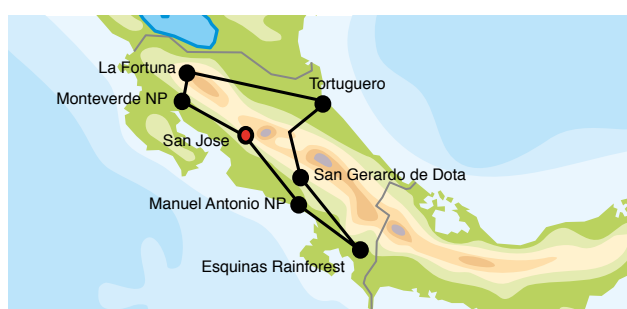 La Fortuna
Tortuguero
Monteverde NP
San Jose
San Gerardo de Dota
Manuel Antonio NP
Esquinas Rainforest